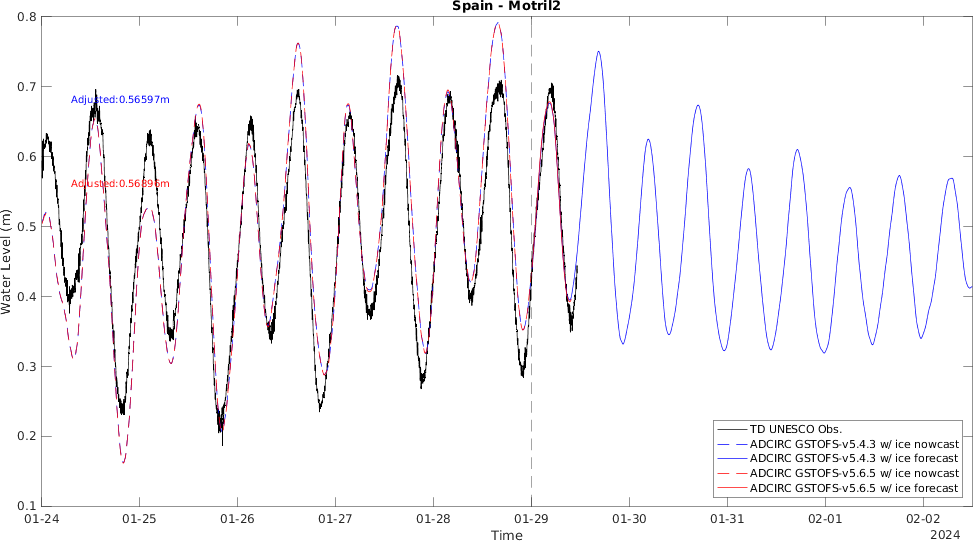 Spain - Motril2
0.8
0.7
0.6
0.5
0.4
0.3
0.2
0.1
Water Level (m)
Adjusted:0.56597m
Adjusted:0.56896m
TD UNESCO Obs.
ADCIRC GSTOFS-v5.4.3 w/ ice nowcast
ADCIRC GSTOFS-v5.4.3 w/ ice forecast
ADCIRC GSTOFS-v5.6.5 w/ ice nowcast
ADCIRC GSTOFS-v5.6.5 w/ ice forecast
01-24 01-25 01-26 01-27 01-28 01-29 01-30 01-31 02-01 02-02
Time
2024